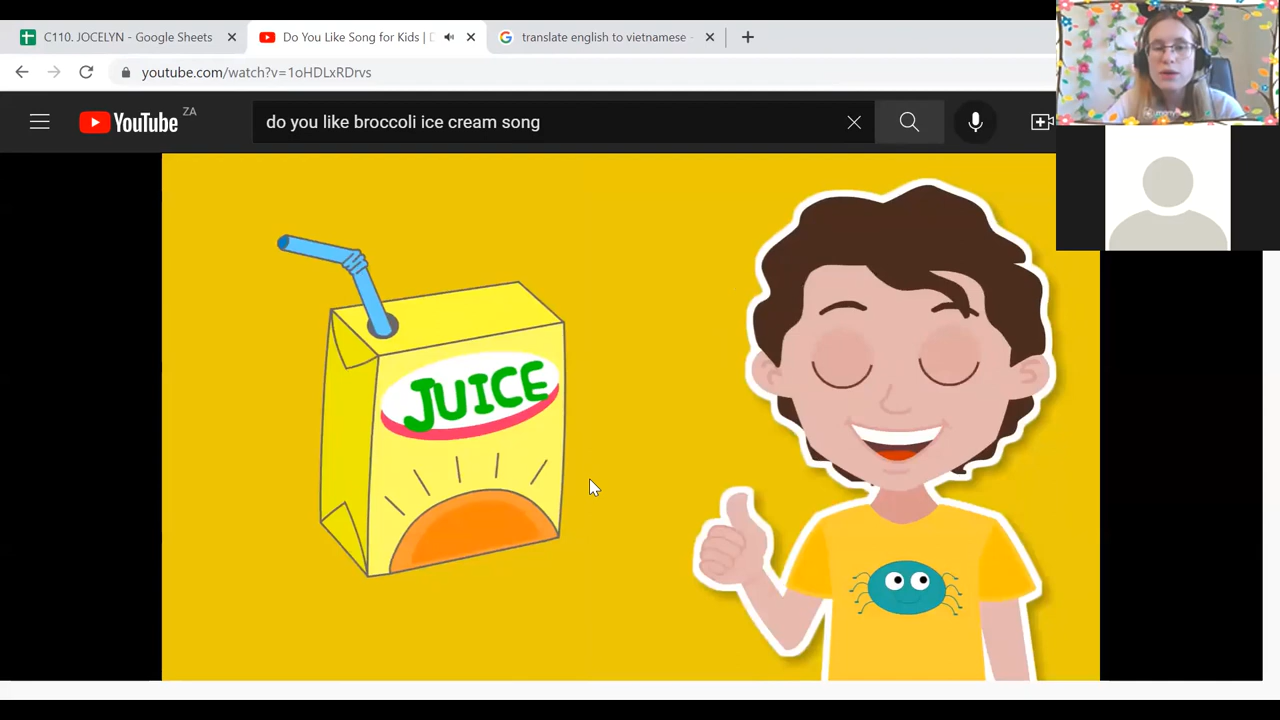 C110. JOCELYN - Google Sheets
Do You Like Song for Kids |
translate english to vietnamese -
youtube.com/watch?v=1oHDLxRDrvs
YouTube ZA
do you like broccoli ice cream song
JUICE